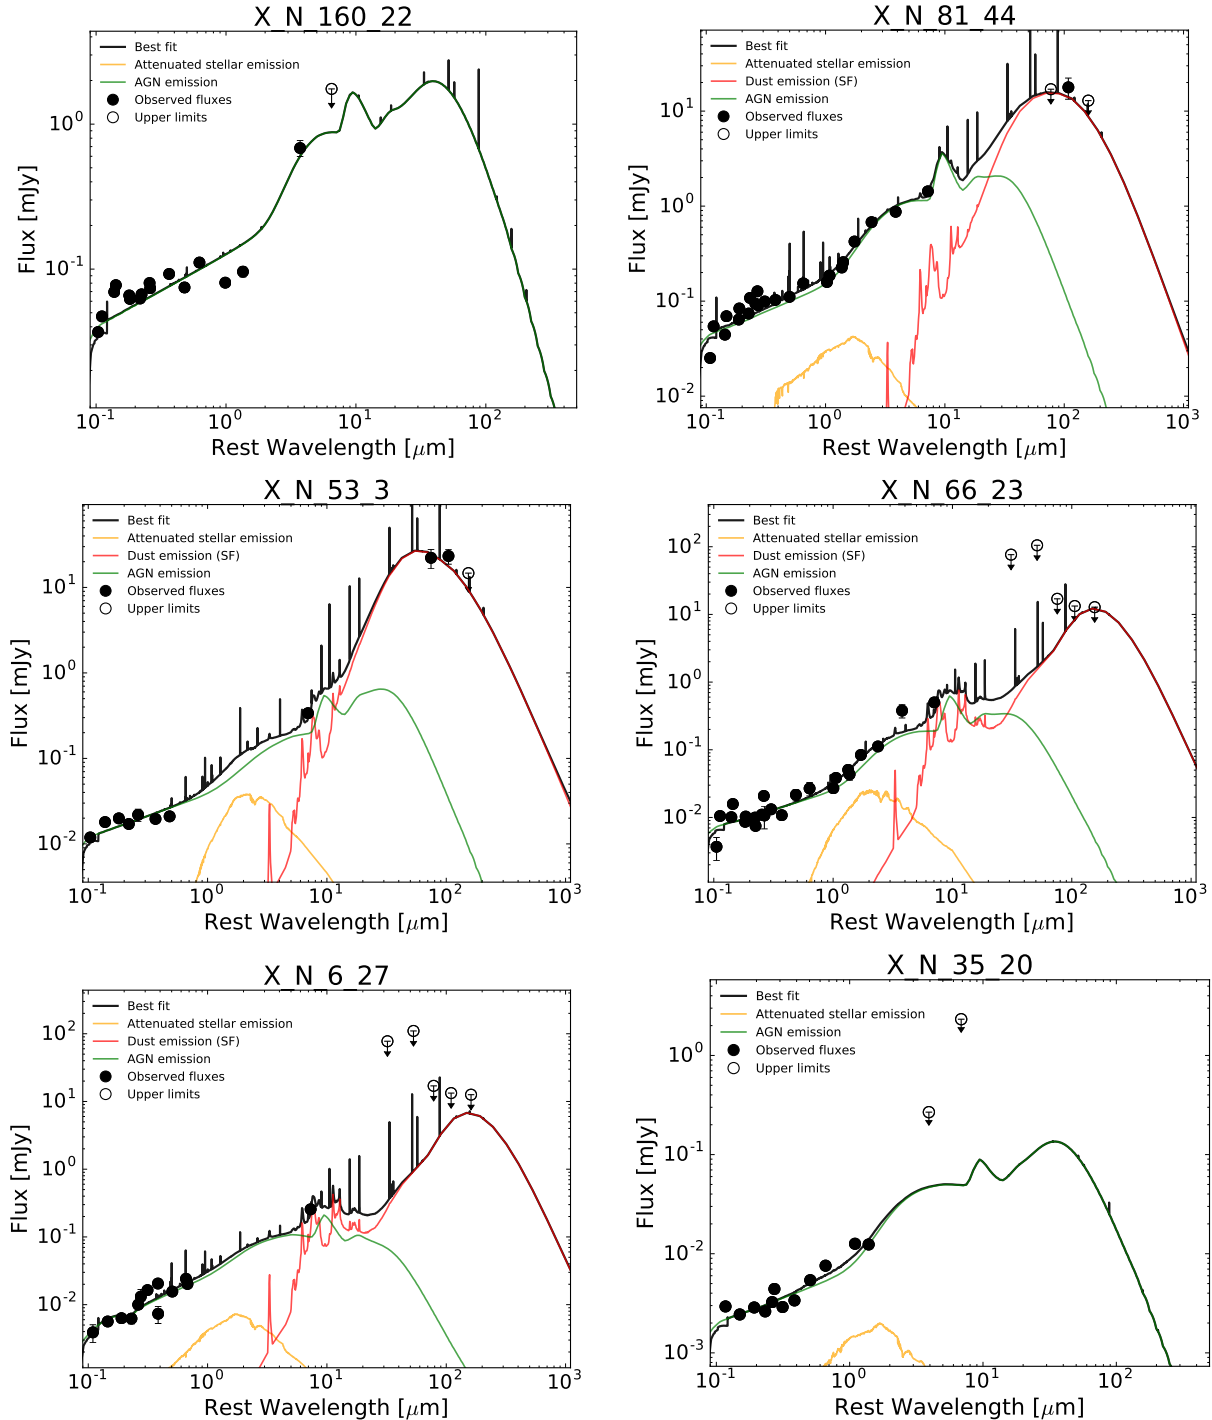 X_N_160_22
Best fit
Attenuated stellar emission
AGN emission
Observed fluxes
Upper limits
Flux [mJy]
10⁰
10⁻¹
10⁻¹ 10⁰ 10¹ 10²
Rest Wavelength [μm]
X_N_81_44
Best fit
Attenuated stellar emission
Dust emission (SF)
AGN emission
Observed fluxes
Upper limits
Flux [mJy]
10¹
10⁰
10⁻¹
10⁻²
10⁻¹ 10⁰ 10¹ 10² 10³
Rest Wavelength [μm]
X_N_53_3
Best fit
Attenuated stellar emission
Dust emission (SF)
AGN emission
Observed fluxes
Upper limits
Flux [mJy]
10¹
10⁰
10⁻¹
10⁻²
10⁻¹ 10⁰ 10¹ 10² 10³
Rest Wavelength [μm]
X_N_66_23
Best fit
Attenuated stellar emission
Dust emission (SF)
AGN emission
Observed fluxes
Upper limits
Flux [mJy]
10²
10¹
10⁰
10⁻¹
10⁻²
10⁻¹ 10⁰ 10¹ 10² 10³
Rest Wavelength [μm]
X_N_6_27
Best fit
Attenuated stellar emission
Dust emission (SF)
AGN emission
Observed fluxes
Upper limits
Flux [mJy]
10²
10¹
10⁰
10⁻¹
10⁻²
10⁻¹ 10⁰ 10¹ 10² 10³
Rest Wavelength [μm]
X_N_35_20
Best fit
Attenuated stellar emission
AGN emission
Observed fluxes
Upper limits
Flux [mJy]
10⁰
10⁻¹
10⁻²
10⁻³
10⁻¹ 10⁰ 10¹ 10²
Rest Wavelength [μm]